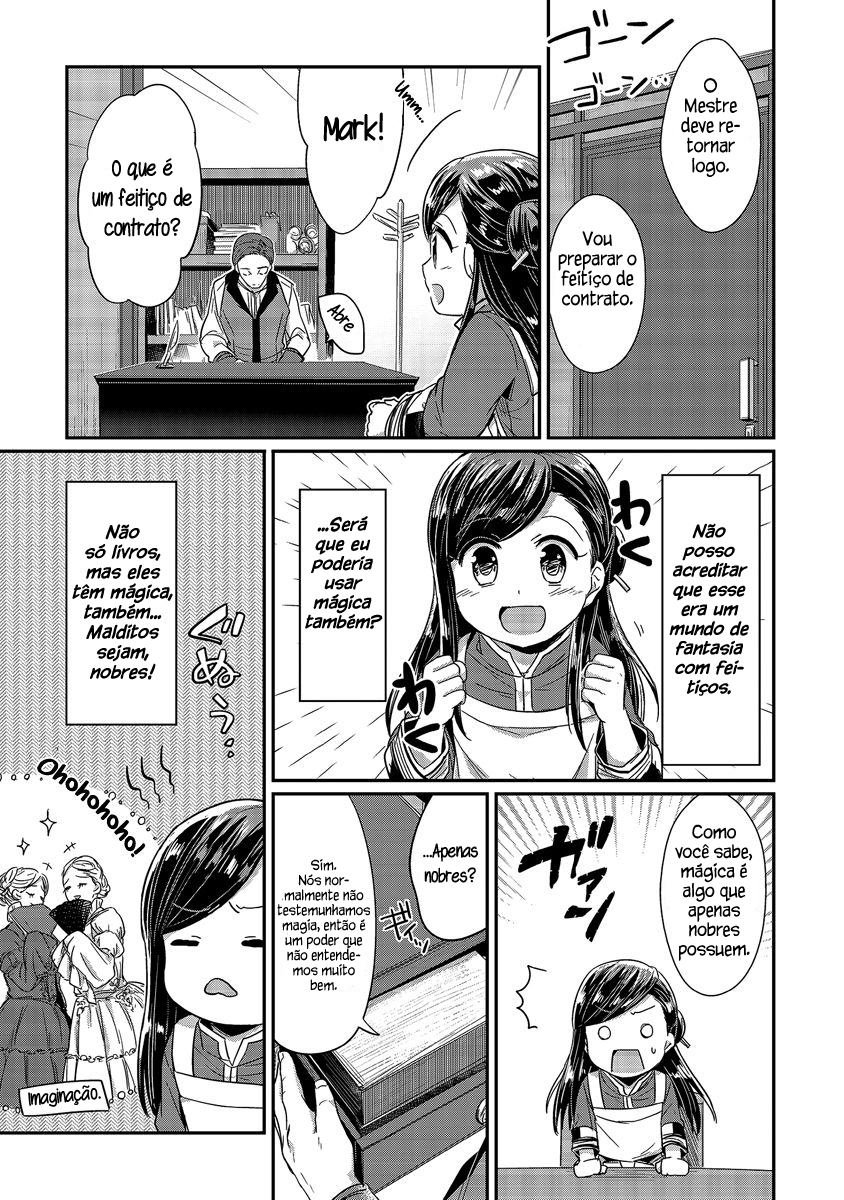 ゴーン
ゴーン
O
Mestre
deve re-
tornar
logo.
Vou
preparar o
feitiço de
contrato.
Umm...
Mark!
O que é
um feitiço de
contrato?
Abre
Não
posso
acreditar
que esse
era um
mundo de
fantasia
com fei-
tiços.
わく
わく
...Será
que eu
poderia
usar
mágica
também?
Não
só livros,
mas eles
têm mágica,
também...
Malditos
sejam,
nobres!
ぐぬぅ..
Ohohohoho!
Imaginação.
Como
você sabe,
mágica é
algo que
apenas
nobres
possuem.
ガァーン
...Apenas
nobres?
ギィ...
Sim.
Nós nor-
malmente não
testemunhamos
magia, então é
um poder que
não entende-
mos muito
bem.